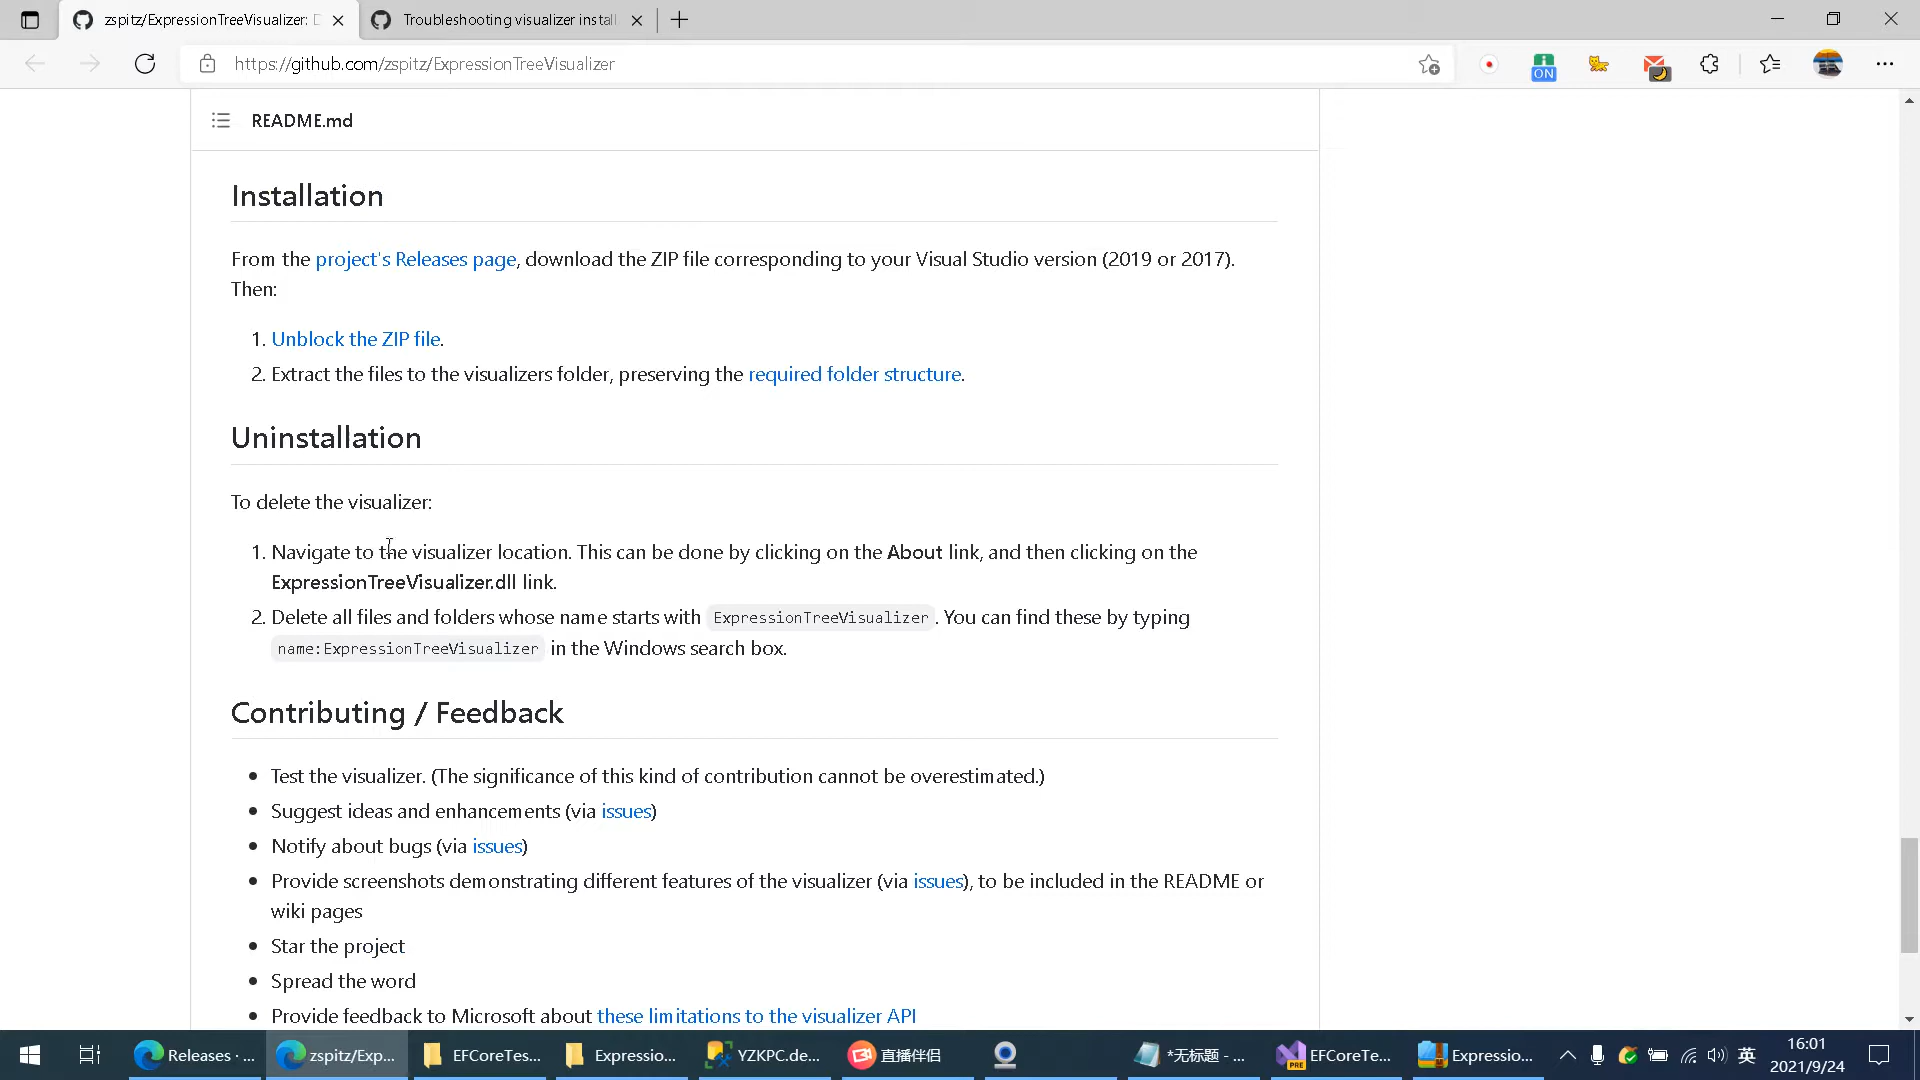 zspitz/ExpressionTreeVisualizer: D
Troubleshooting visualizer install
https://github.com/zspitz/ExpressionTreeVisualizer
ON
README.md
Installation
From the project's Releases page, download the ZIP file corresponding to your Visual Studio version (2019 or 2017).
Then:
1. Unblock the ZIP file.
2. Extract the files to the visualizers folder, preserving the required folder structure.
Uninstallation
To delete the visualizer:
1. Navigate to the visualizer location. This can be done by clicking on the About link, and then clicking on the
ExpressionTreeVisualizer.dll link.
2. Delete all files and folders whose name starts with ExpressionTreeVisualizer. You can find these by typing
name:ExpressionTreeVisualizer in the Windows search box.
Contributing / Feedback
• Test the visualizer. (The significance of this kind of contribution cannot be overestimated.)
• Suggest ideas and enhancements (via issues)
• Notify about bugs (via issues)
• Provide screenshots demonstrating different features of the visualizer (via issues), to be included in the README or
wiki pages
• Star the project
• Spread the word
• Provide feedback to Microsoft about these limitations to the visualizer API
Releases · ...
zspitz/Exp...
EFCoreTes...
Expressio...
YZKPC.de...
直播伴侣
*无标题 - ...
PRE
EFCoreTe...
Expressio...
英
16:01
2021/9/24